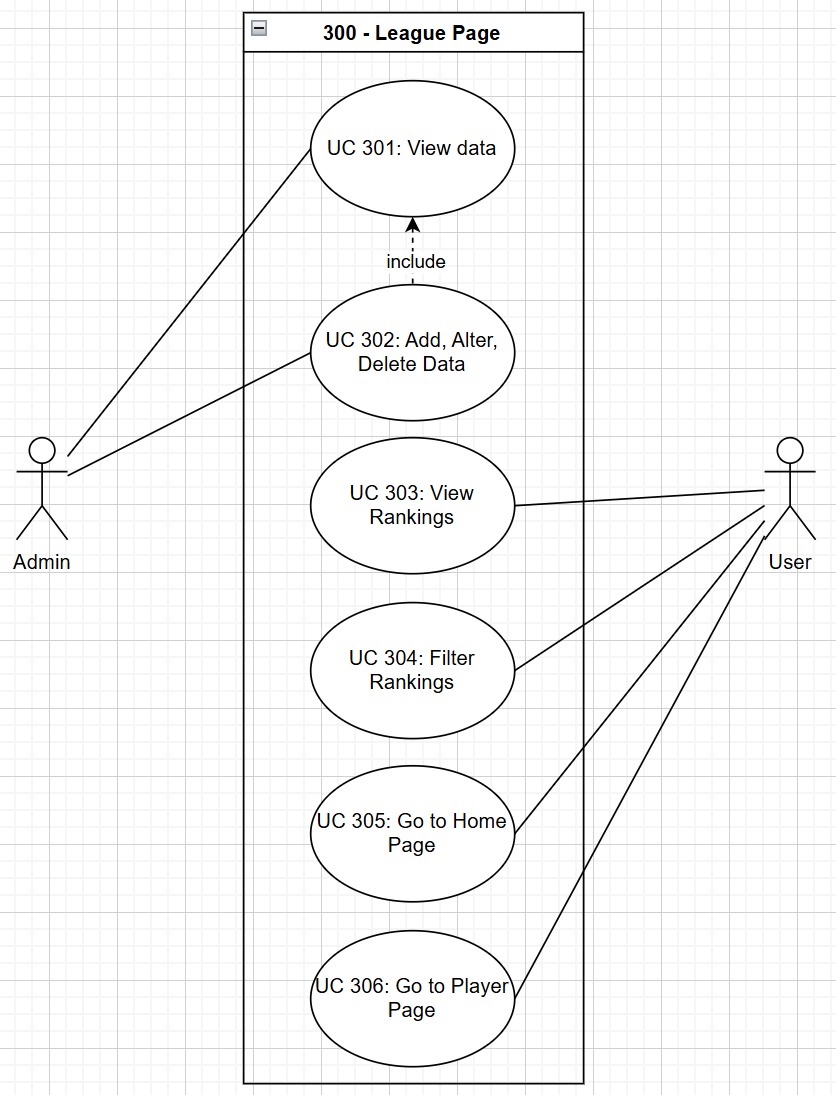 300 - League Page
UC 301: View data
include
UC 302: Add, Alter,
Delete Data
UC 303: View
Rankings
Admin
User
UC 304: Filter
Rankings
UC 305: Go to Home
Page
UC 306: Go to Player
Page